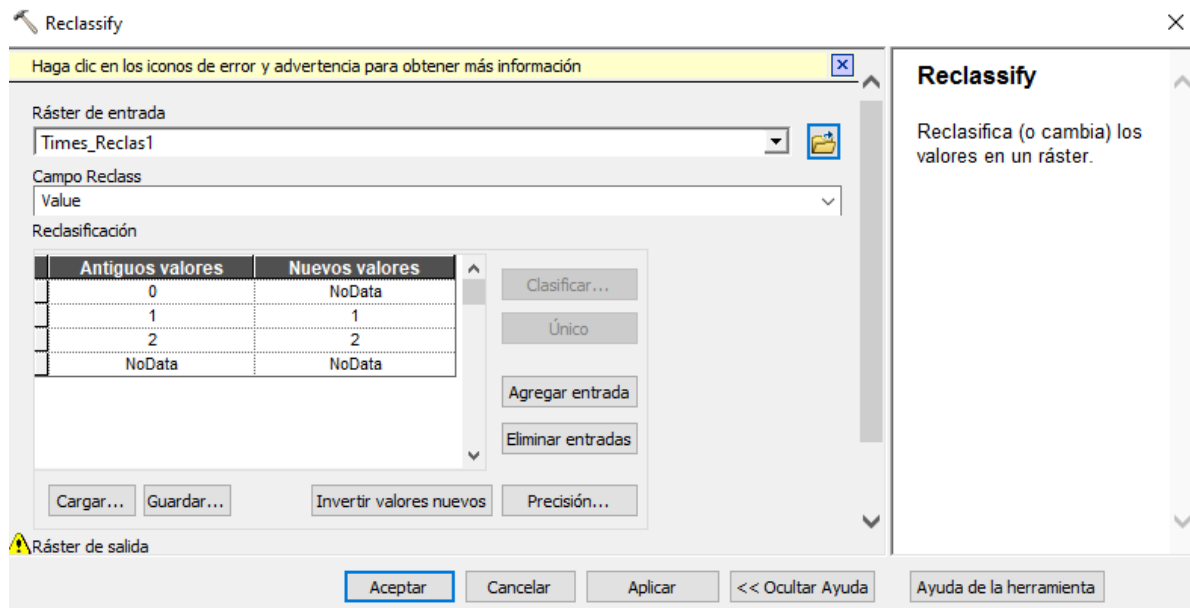 Reclassify
Haga clic en los iconos de error y advertencia para obtener más información
Ráster de entrada
Times_Reclas1
Campo Reclass
Value
Reclasificación
Antiguos valores Nuevos valores
0 NoData
1 1
2 2
NoData NoData
Clasificar...
Único
Agregar entrada
Eliminar entradas
Cargar... Guardar... Invertir valores nuevos Precisión...
Ráster de salida
Reclassify
Reclasifica (o cambia) los
valores en un ráster.
Aceptar Cancelar Aplicar << Ocultar Ayuda Ayuda de la herramienta